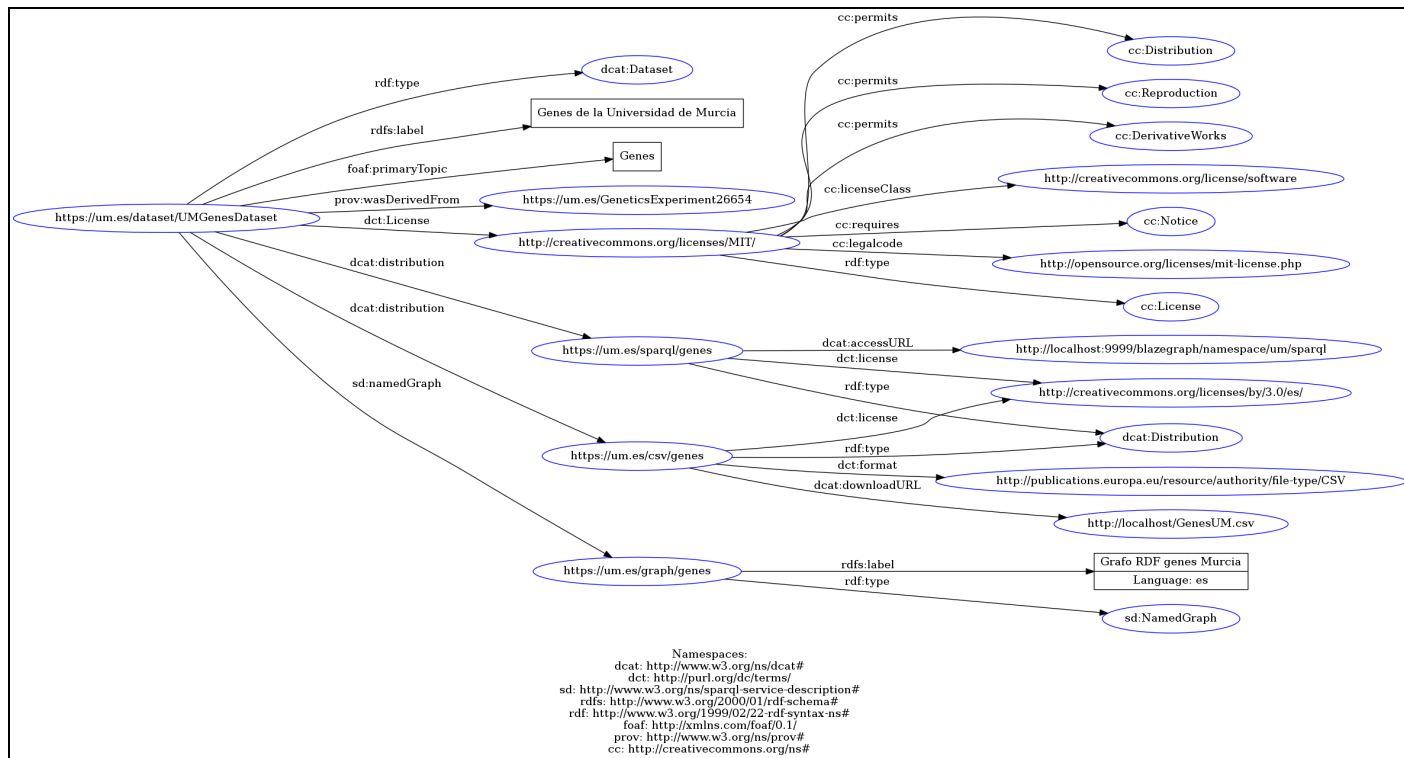 cc:permits
cc:Distribution
dcat:Dataset
rdf:type
cc:permits
cc:Reproduction
Genes de la Universidad de Murcia
rdfs:label
cc:permits
cc:DerivativeWorks
Genes
foaf:primaryTopic
cc:licenseClass
http://creativecommons.org/license/software
prov:wasDerivedFrom
https://um.es/GeneticsExperiment26654
https://um.es/dataset/UMGenesDataset
dct:License
http://creativecommons.org/licenses/MIT/
cc:requires
cc:Notice
cc:legalcode
http://opensource.org/licenses/mit-license.php
rdf:type
cc:License
dcat:distribution
dcat:distribution
https://um.es/sparql/genes
dcat:accessURL
http://localhost:9999/blazegraph/namespace/um/sparql
dct:license
http://creativecommons.org/licenses/by/3.0/es/
rdf:type
sd:namedGraph
dct:license
dcat:Distribution
https://um.es/csv/genes
rdf:type
dct:format
http://publications.europa.eu/resource/authority/file-type/CSV
dcat:downloadURL
http://localhost/GenesUM.csv
https://um.es/graph/genes
rdfs:label
Grafo RDF genes Murcia
Language: es
rdf:type
sd:NamedGraph
Namespaces:
dcat: http://www.w3.org/ns/dcat#
dct: http://purl.org/dc/terms/
sd: http://www.w3.org/ns/sparql-service-description#
rdfs: http://www.w3.org/2000/01/rdf-schema#
rdf: http://www.w3.org/1999/02/22-rdf-syntax-ns#
foaf: http://xmlns.com/foaf/0.1/
prov: http://www.w3.org/ns/prov#
cc: http://creativecommons.org/ns#